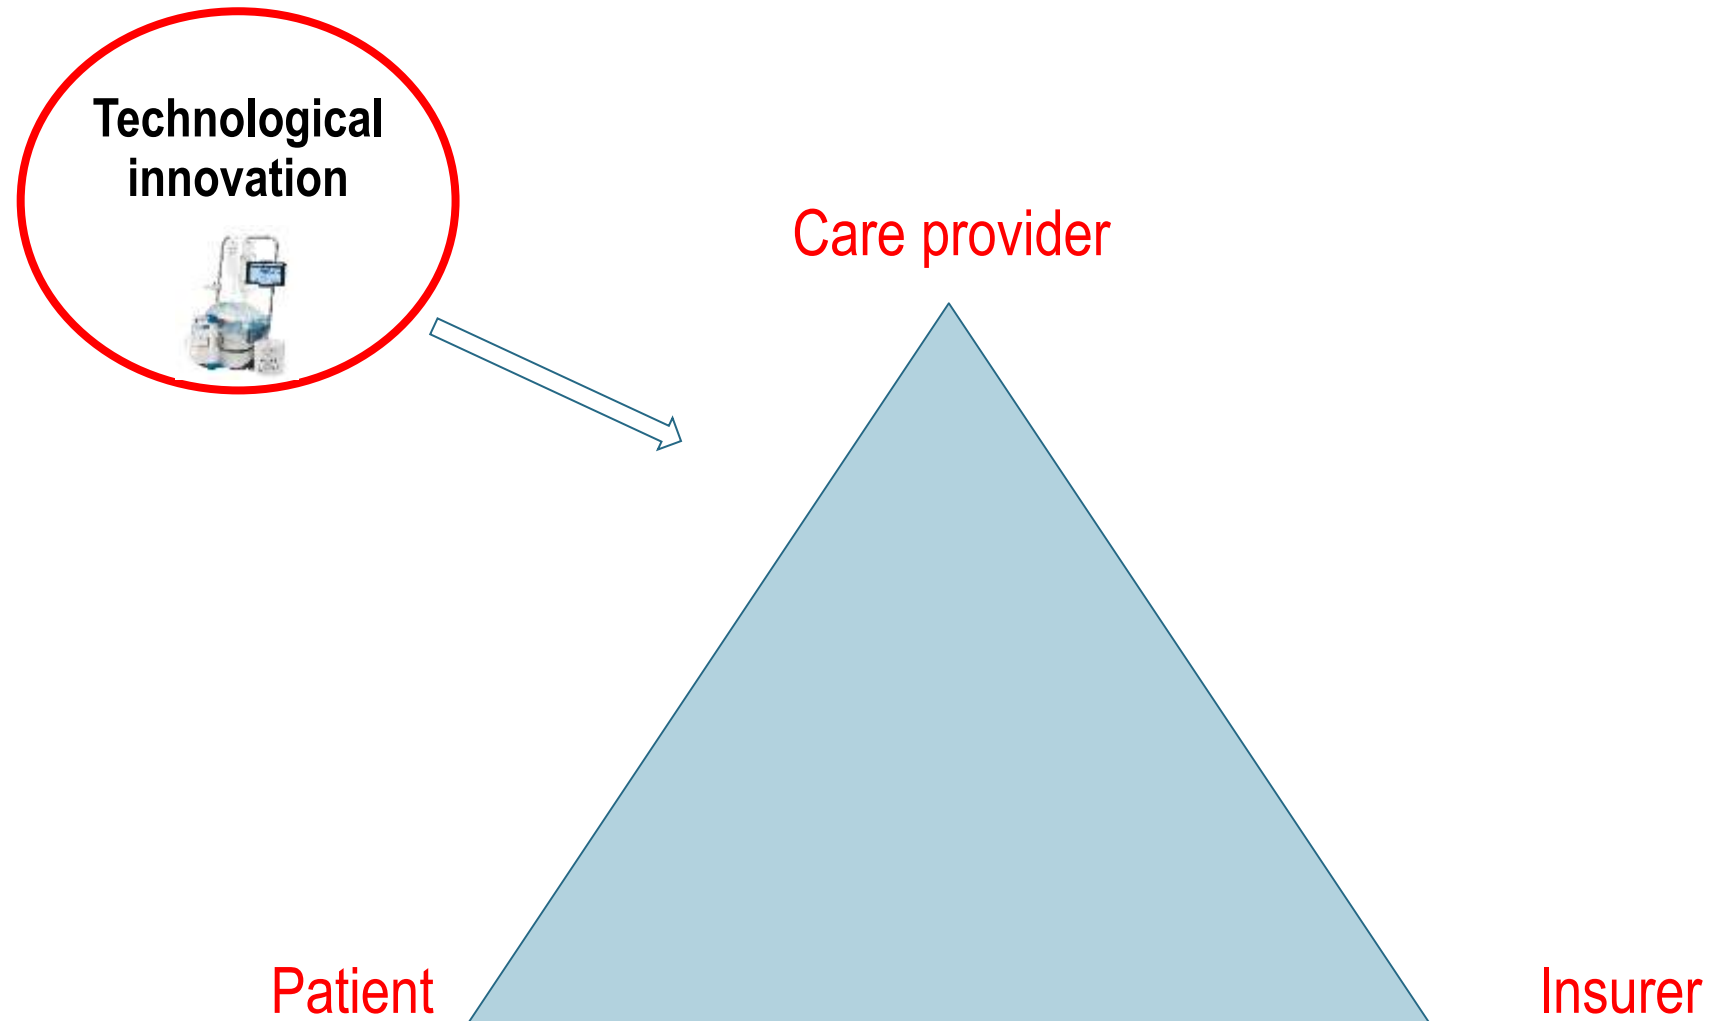 Technological
innovation
Care provider
Patient
Insurer